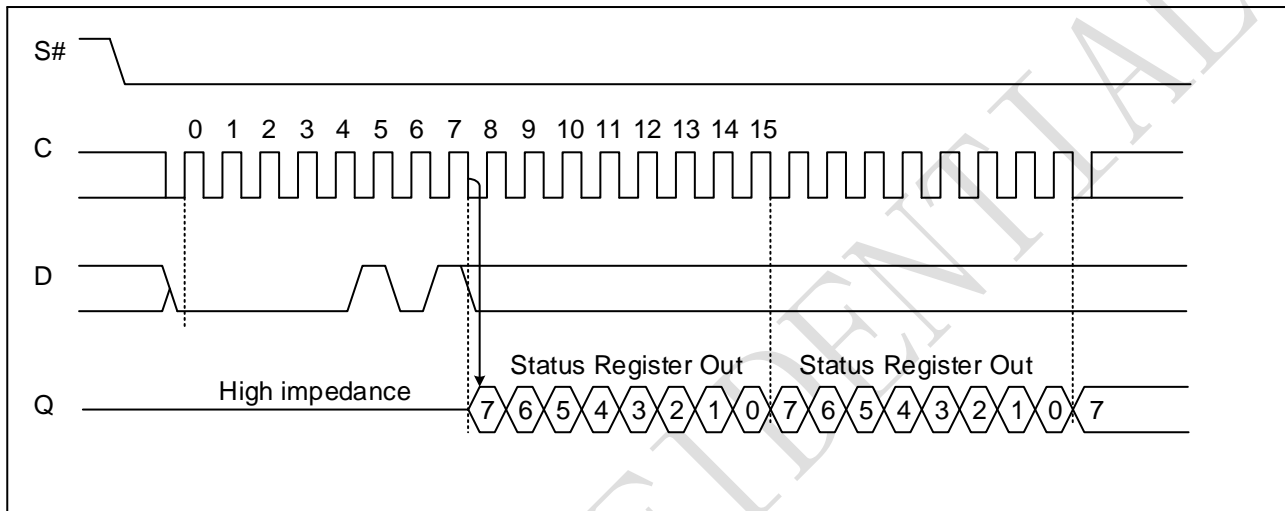 S#
0 1 2 3 4 5 6 7 8 9 10 11 12 13 14 15
C
D
Status Register Out Status Register Out
High impedance
Q 7 6 5 4 3 2 1 0 7 6 5 4 3 2 1 0 7